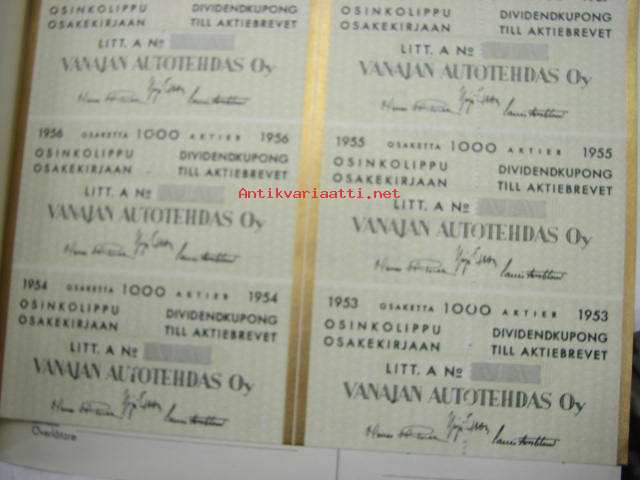 OSINKOLIPPU DIVIDENDKUPONG
OSAKEKIRJAAN TILL AKTIEBREVET
LITT. A No
VANAJAN AUTOTEHDAS Oy
OSINKOLIPPU DIVIDENDKUPONG
OSAKEKIRJAAN TILL AKTIEBREVET
LITT. A No
VANAJAN AUTOTEHDAS Oy
1956 OSAKETTA 1000 AKTIER 1956
OSINKOLIPPU DIVIDENDKUPONG
OSAKEKIRJAAN TILL AKTIEBREVET
LITT. A No
VANAJAN AUTOTEHDAS Oy
1955 OSAKETTA 1000 AKTIER 1955
OSINKOLIPPU DIVIDENDKUPONG
OSAKEKIRJAAN TILL AKTIEBREVET
LITT. A No
VANAJAN AUTOTEHDAS Oy
Antikvariaatti.net
1954 OSAKETTA 1000 AKTIER 1954
OSINKOLIPPU DIVIDENDKUPONG
OSAKEKIRJAAN TILL AKTIEBREVET
LITT. A No
VANAJAN AUTOTEHDAS Oy
1953 OSAKETTA 1000 AKTIER 1953
OSINKOLIPPU DIVIDENDKUPONG
OSAKEKIRJAAN TILL AKTIEBREVET
LITT. A No
VANAJAN AUTOTEHDAS Oy
Överlåtare